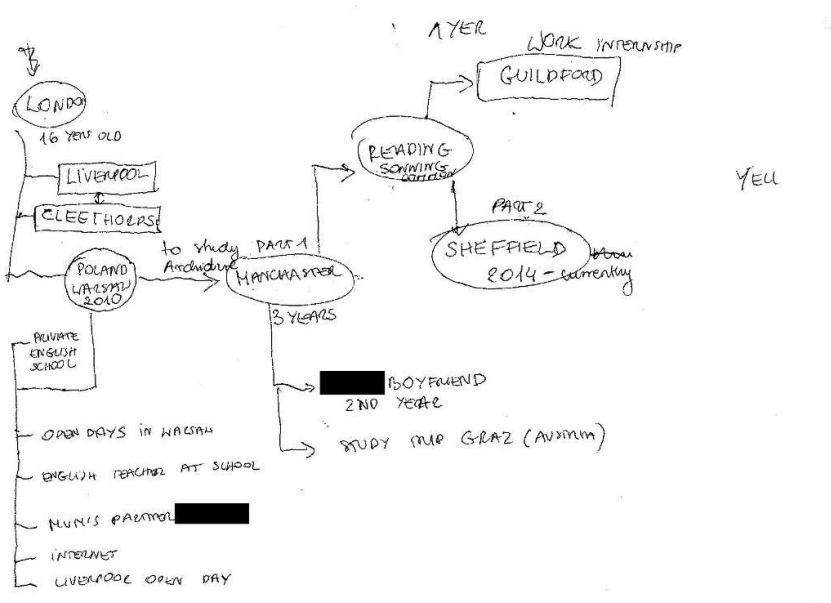 1 YER
WORK INTERNSHIP
GUILDFORD
LONDON
16 YERS OLD
READING
SONNING
COMMON
LIVERPOOL
CLEETHORPS
YELL
PART 2
SHEFFIELD
2014 - currently
to study PART 1
MANCHASTER
3 YEARS
POLAND
WARSAW
2010
PRIVATE
ENGLISH
SCHOOL
BOYFRIEND
2ND YEAR
STUDY TRIP GRAZ (AUSTRIA)
OPEN DAYS IN WARSAW
ENGLISH TEACHER AT SCHOOL
MUM'S PARTNER
INTERNET
LIVERPOOL OPEN DAY